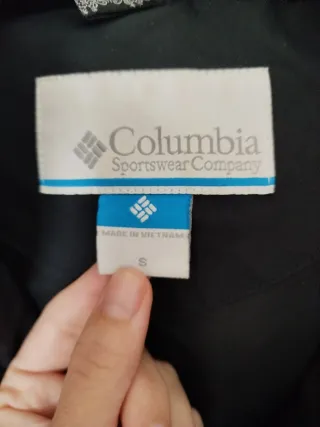 Columbia
Sportswear Company
MADE IN VIETNAM
S